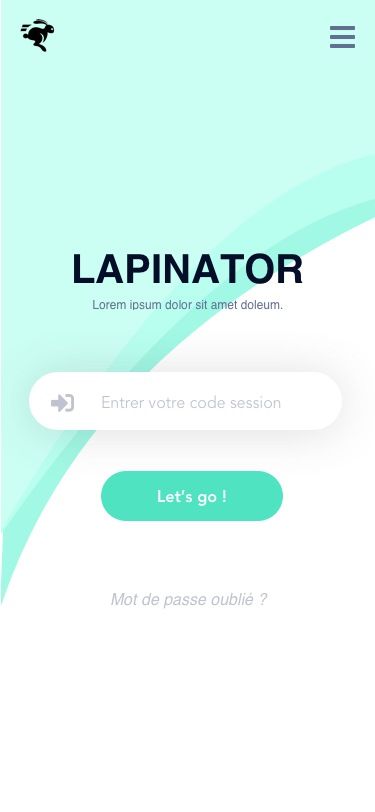 LAPINATOR
Lorem ipsum dolor sit amet doleum.
Entrer votre code session
Let’s go !
Mot de passe oublié ?